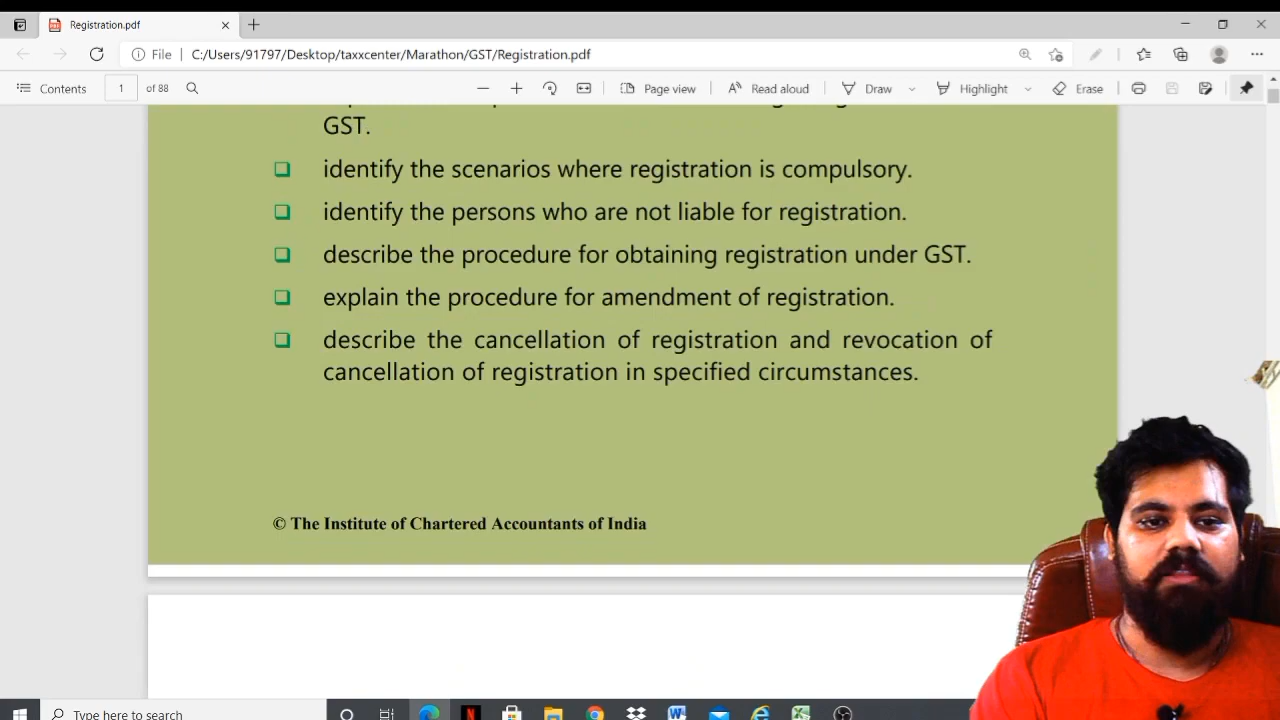 Registration.pdf
File
C:/Users/91797/Desktop/taxxcenter/Marathon/GST/Registration.pdf
Contents
1
of 88
Page view
Read aloud
Draw
Highlight
Erase
GST.
identify the scenarios where registration is compulsory.
identify the persons who are not liable for registration.
describe the procedure for obtaining registration under GST.
explain the procedure for amendment of registration.
describe the cancellation of registration and revocation of
cancellation of registration in specified circumstances.
© The Institute of Chartered Accountants of India
Type here to search